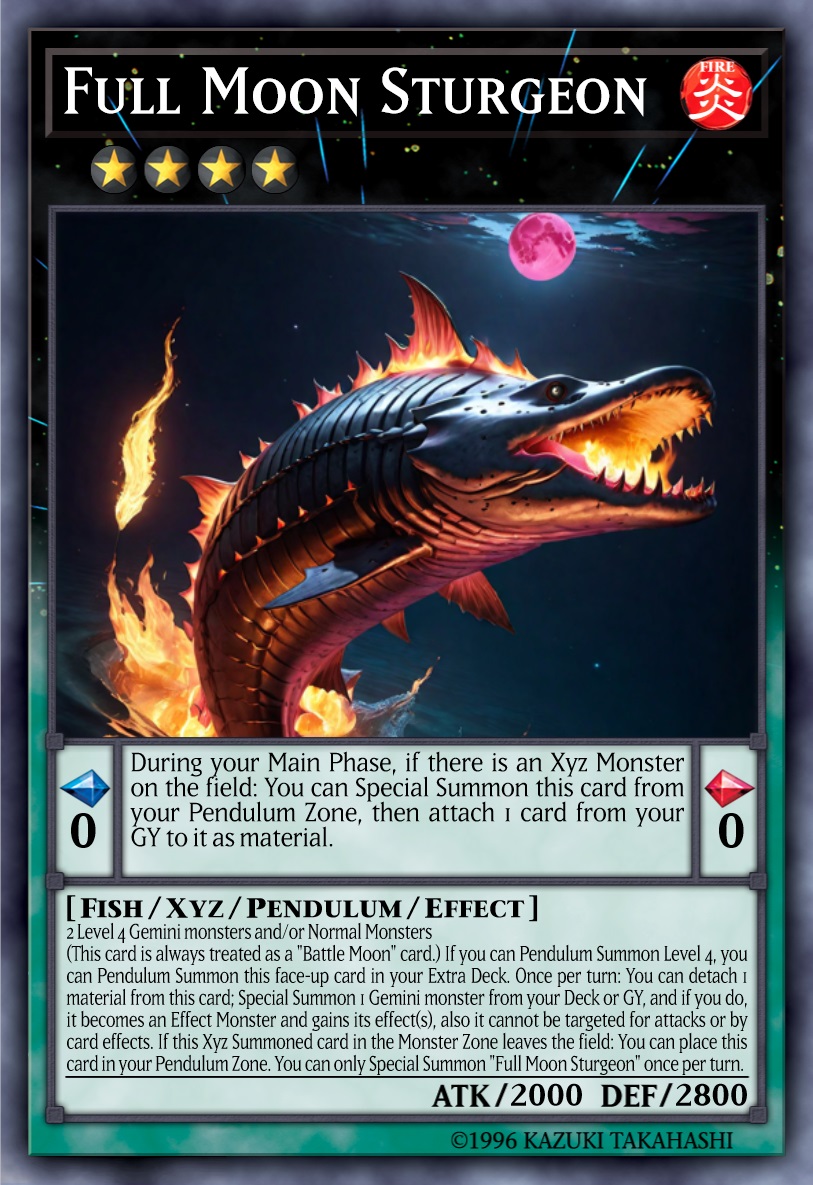 Full Moon Sturgeon
FIRE
炎
During your Main Phase, if there is an Xyz Monster
on the field: You can Special Summon this card from
your Pendulum Zone, then attach 1 card from your
GY to it as material.
0
0
[ Fish / Xyz / Pendulum / Effect ]
2 Level 4 Gemini monsters and/or Normal Monsters
(This card is always treated as a "Battle Moon" card.) If you can Pendulum Summon Level 4, you
can Pendulum Summon this face-up card in your Extra Deck. Once per turn: You can detach 1
material from this card; Special Summon 1 Gemini monster from your Deck or GY, and if you do,
it becomes an Effect Monster and gains its effect(s), also it cannot be targeted for attacks or by
card effects. If this Xyz Summoned card in the Monster Zone leaves the field: You can place this
card in your Pendulum Zone. You can only Special Summon "Full Moon Sturgeon" once per turn.
ATK/2000 DEF/2800
©1996 KAZUKI TAKAHASHI